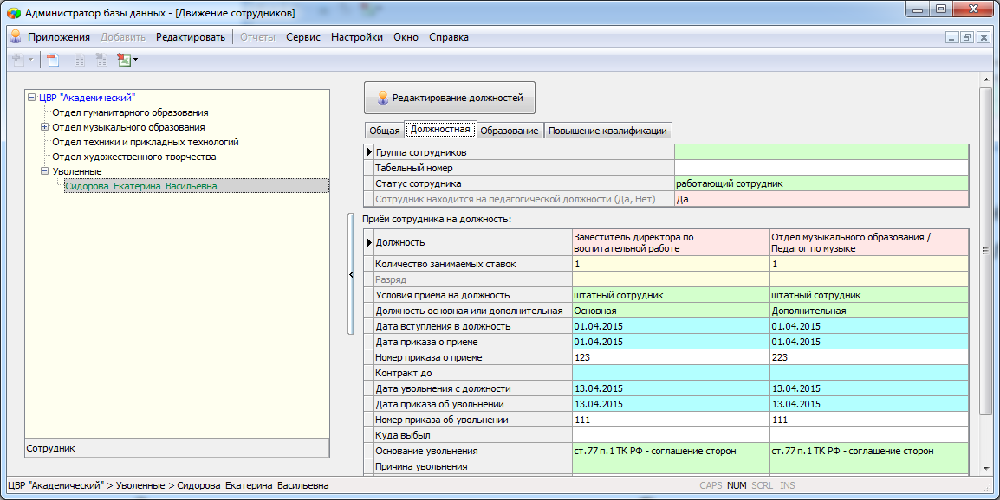 Администратор базы данных - [Движение сотрудников]
Приложения Добавить Редактировать Отчеты Сервис Настройки Окно Справка
ЦВР "Академический"
Отдел гуманитарного образования
Отдел музыкального образования
Отдел техники и прикладных технологий
Отдел художественного творчества
Уволенные
Сидорова Екатерина Васильевна
Сотрудник
Редактирование должностей
Общая Должностная Образование Повышение квалификации
Группа сотрудников
Табельный номер
Статус сотрудника работающий сотрудник
Сотрудник находится на педагогической должности (Да, Нет) Да
Приём сотрудника на должность:
Должность Заместитель директора по воспитательной работе Отдел музыкального образования / Педагог по музыке
Количество занимаемых ставок 1 1
Разряд
Условия приёма на должность штатный сотрудник штатный сотрудник
Должность основная или дополнительная Основная Дополнительная
Дата вступления в должность 01.04.2015 01.04.2015
Дата приказа о приеме 01.04.2015 01.04.2015
Номер приказа о приеме 123 223
Контракт до
Дата увольнения с должности 13.04.2015 13.04.2015
Дата приказа об увольнении 13.04.2015 13.04.2015
Номер приказа об увольнении 111 111
Куда выбыл
Основание увольнения ст.77 п.1 ТК РФ - соглашение сторон ст.77 п.1 ТК РФ - соглашение сторон
Причина увольнения
ЦВР "Академический" > Уволенные > Сидорова Екатерина Васильевна CAPS NUM SCRL INS